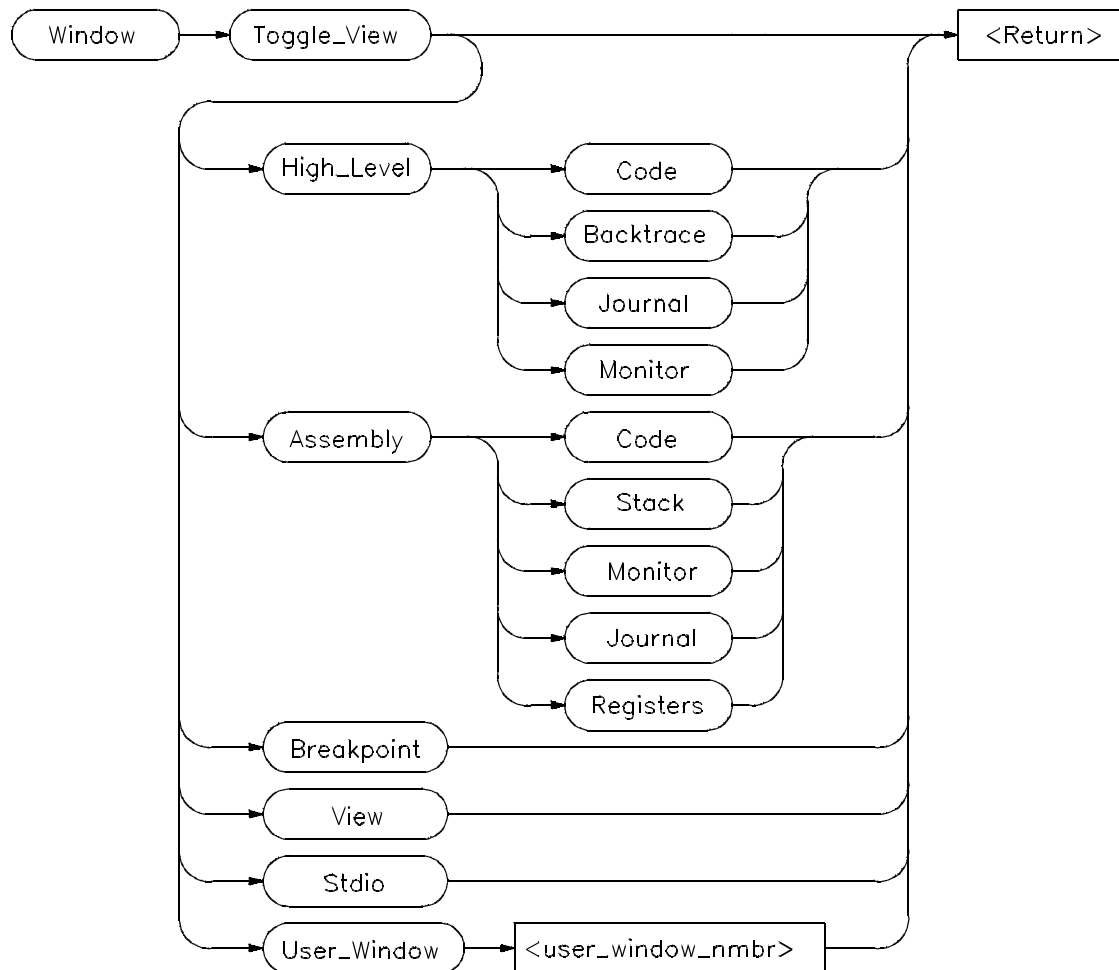 Window Toggle_View <Return>
High_Level Code
Backtrace
Journal
Monitor
Assembly Code
Stack
Monitor
Journal
Registers
Breakpoint
View
Stdio
User_Window <user_window_nmbr>